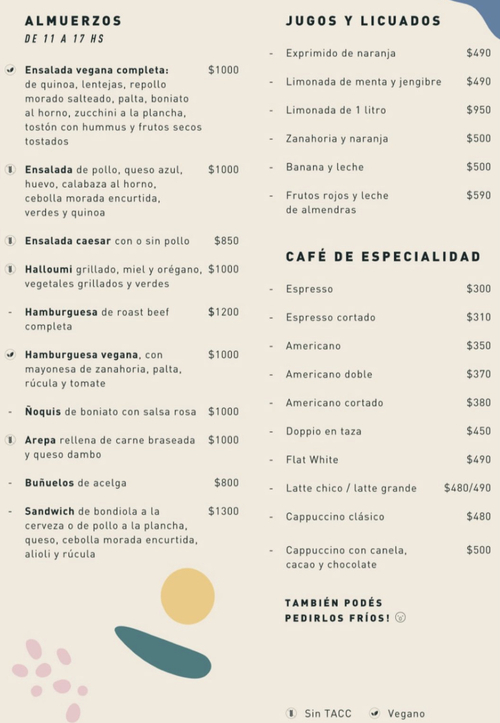 ALMUERZOS
DE 11 A 17 HS
Ensalada vegana completa: $1000
de quinoa, lentejas, repollo
morado salteado, palta, boniato
al horno, zucchini a la plancha,
tostón con hummus y frutos secos
tostados
Ensalada de pollo, queso azul, $1000
huevo, calabaza al horno,
cebolla morada encurtida,
verdes y quinoa
Ensalada caesar con o sin pollo $850
Halloumi grillado, miel y orégano, $1000
vegetales grillados y verdes
- Hamburguesa de roast beef $1200
completa
Hamburguesa vegana, con $1000
mayonesa de zanahoria, palta,
rúcula y tomate
- Ñoquis de boniato con salsa rosa $1000
Arepa rellena de carne braseada $1000
y queso dambo
- Buñuelos de acelga $800
- Sandwich de bondiola a la $1300
cerveza o de pollo a la plancha,
queso, cebolla morada encurtida,
alioli y rúcula
JUGOS Y LICUADOS
- Exprimido de naranja $490
- Limonada de menta y jengibre $490
- Limonada de 1 litro $950
- Zanahoria y naranja $500
- Banana y leche $500
- Frutos rojos y leche $590
de almendras
CAFÉ DE ESPECIALIDAD
- Espresso $300
- Espresso cortado $310
- Americano $350
- Americano doble $370
- Americano cortado $380
- Doppio en taza $450
- Flat White $490
- Latte chico / latte grande $480/490
- Cappuccino clásico $480
- Cappuccino con canela, $500
cacao y chocolate
TAMBIÉN PODÉS
PEDIRLOS FRÍOS!
Sin TACC Vegano